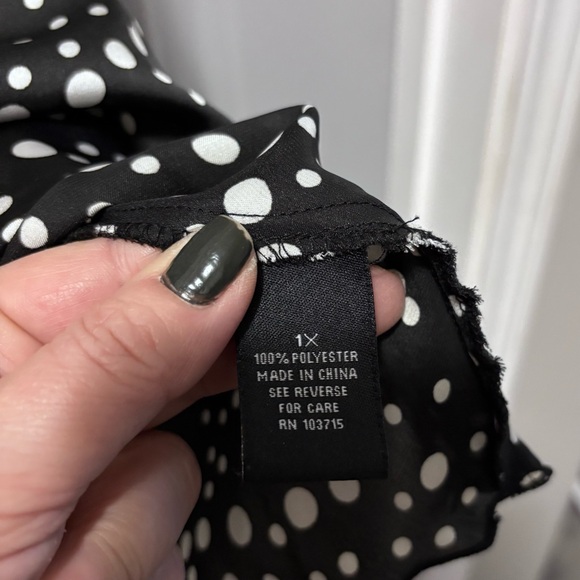 1X
100% POLYESTER
MADE IN CHINA
SEE REVERSE
FOR CARE
RN 103715